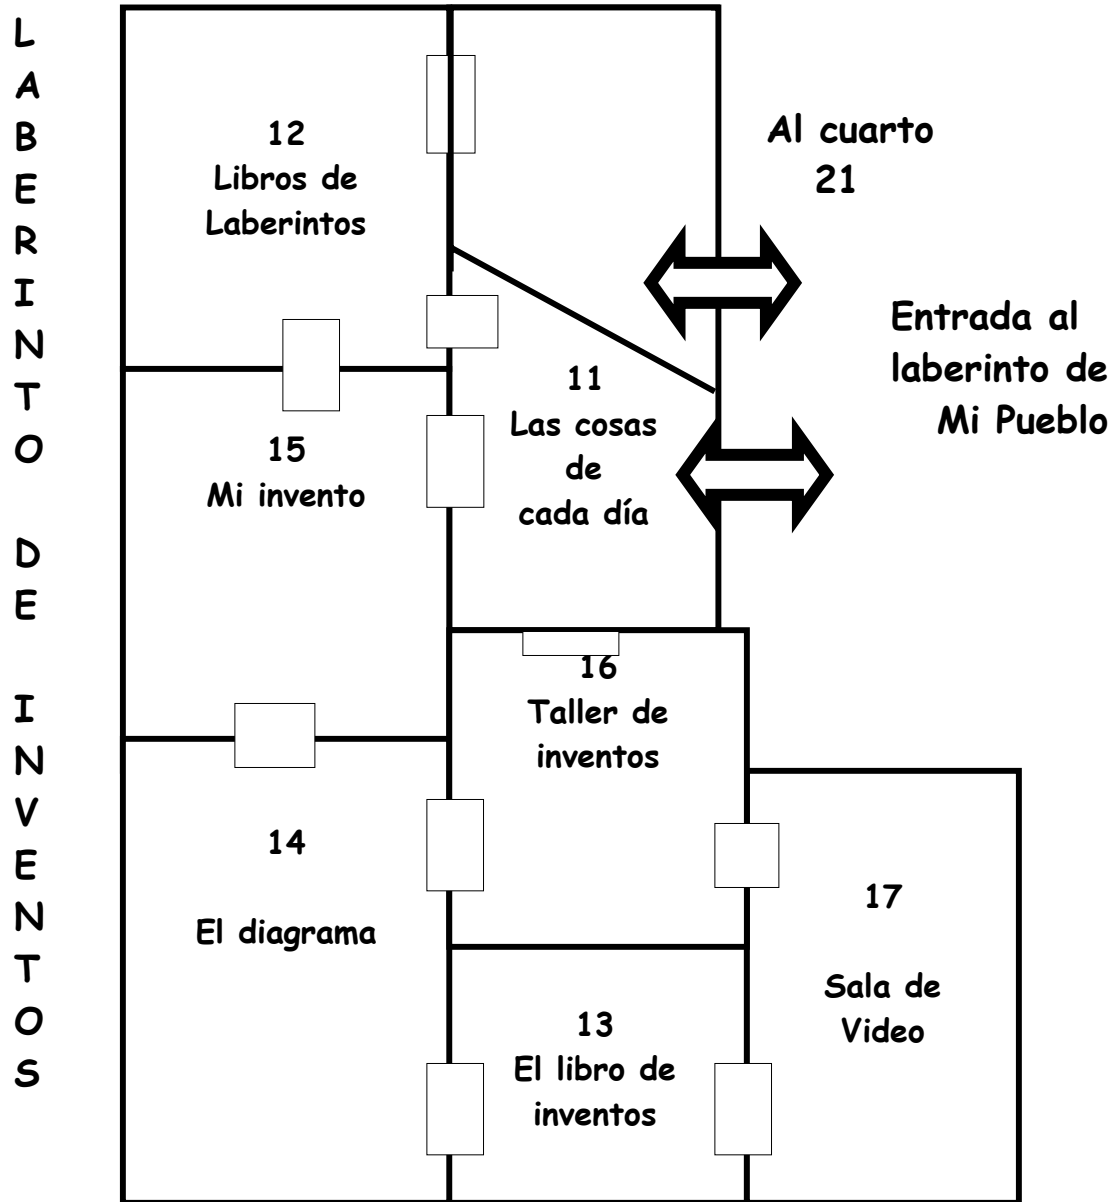 LABERINTO DE INVENTOS
12
Libros de
Laberintos
Al cuarto
21
Entrada al
laberinto de
Mi Pueblo
11
Las cosas
de
cada día
15
Mi invento
16
Taller de
inventos
14
El diagrama
17
Sala de
Video
13
El libro de
inventos